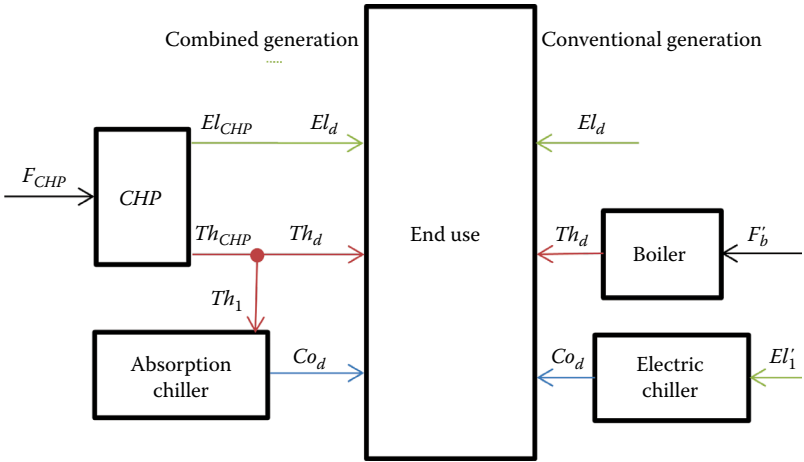 Combined generation
Conventional generation
El_CHP
El_d
El_d
F_CHP
CHP
Th_CHP
Th_d
End use
Th_d
Boiler
F'_b
Th_1
Absorption
chiller
Co_d
Co_d
Electric
chiller
El'_1